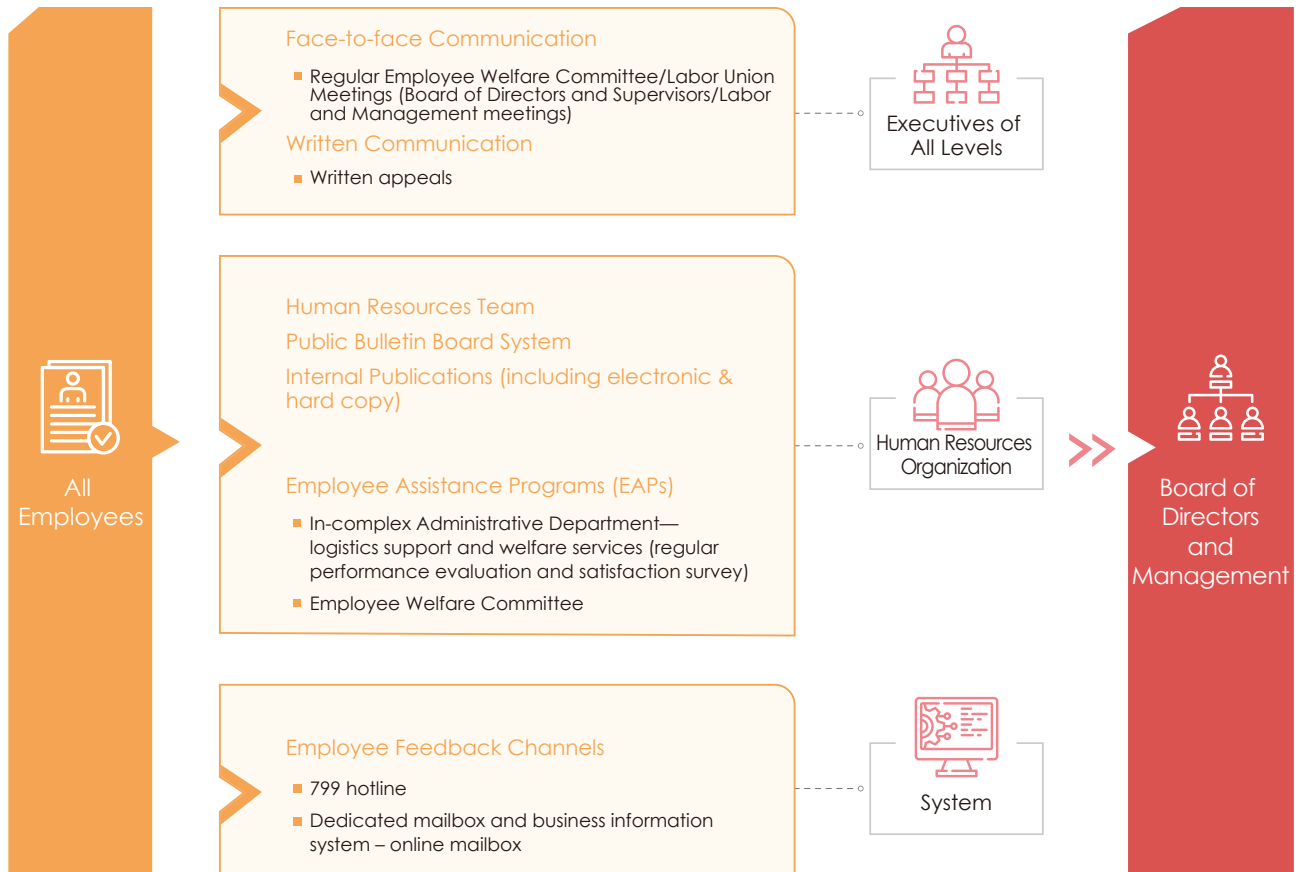 All
Employees
Face-to-face Communication
■ Regular Employee Welfare Committee/Labor Union
Meetings (Board of Directors and Supervisors/Labor
and Management meetings)
Written Communication
■ Written appeals
Executives of
All Levels
Human Resources Team
Public Bulletin Board System
Internal Publications (including electronic &
hard copy)
Employee Assistance Programs (EAPs)
■ In-complex Administrative Department—
logistics support and welfare services (regular
performance evaluation and satisfaction survey)
■ Employee Welfare Committee
Human Resources
Organization
Employee Feedback Channels
■ 799 hotline
■ Dedicated mailbox and business information
system – online mailbox
System
Board of
Directors
and
Management